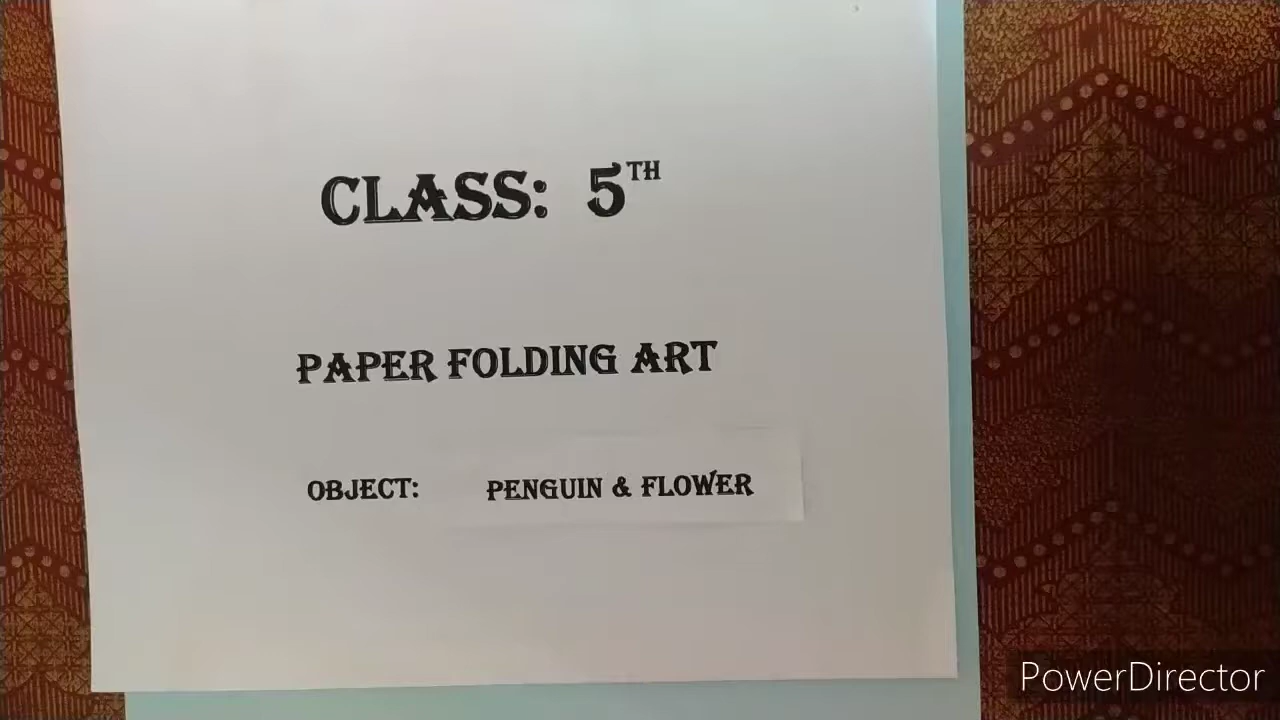 CLASS: 5TH
PAPER FOLDING ART
OBJECT: PENGUIN & FLOWER
PowerDirector